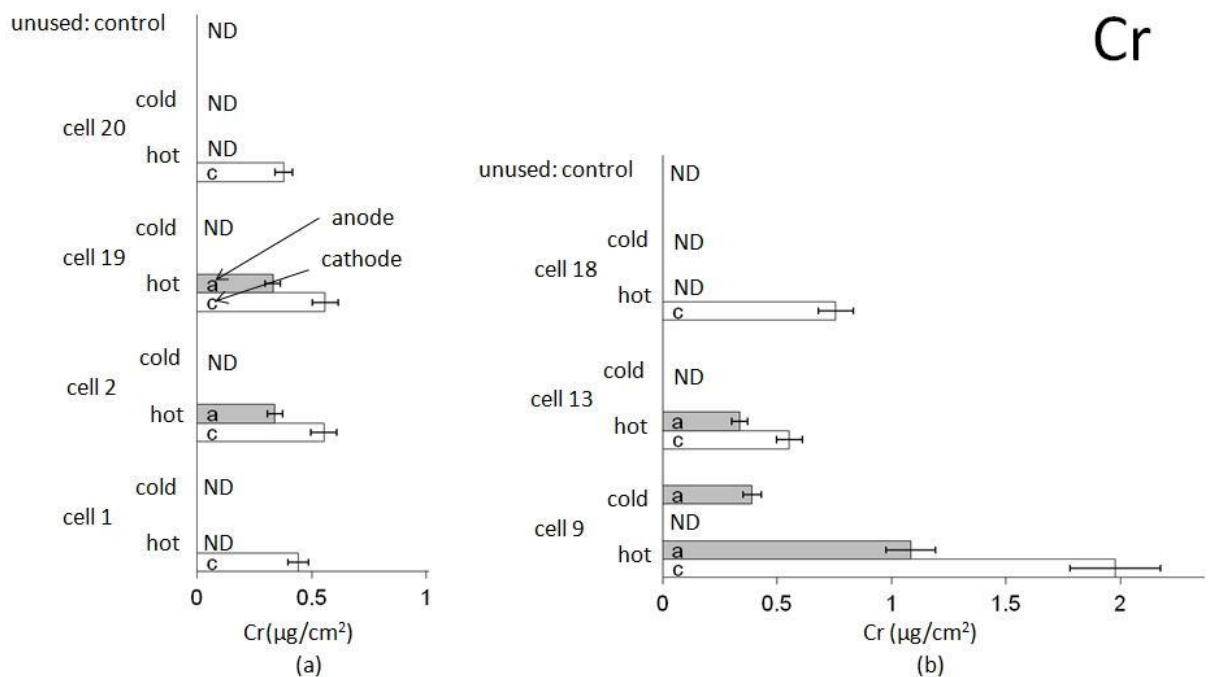 Cr
unused: control
ND
cold
ND
cell 20
ND
hot
c
cold
ND
anode
cell 19
cathode
hot
a
c
cold
ND
cell 2
hot
a
c
cold
ND
cell 1
hot
ND
c
0 0.5 1
Cr(µg/cm²)
(a)
unused: control
ND
cold
ND
cell 18
hot
ND
c
cold
ND
cell 13
hot
a
c
cold
a
cell 9
ND
hot
a
c
0 0.5 1 1.5 2
Cr (µg/cm²)
(b)